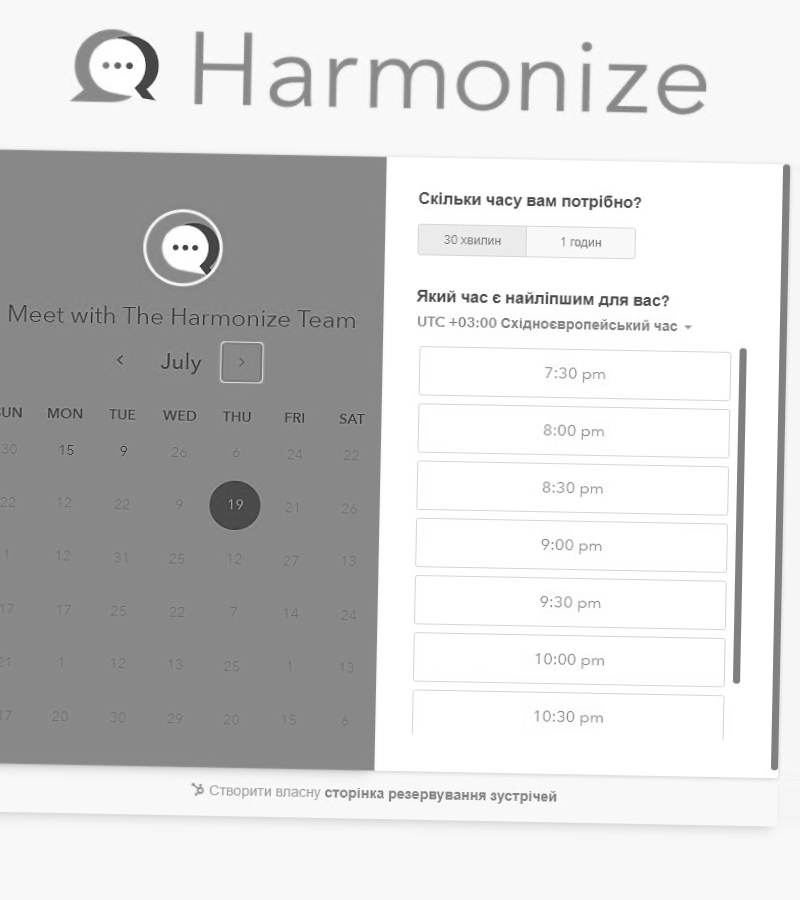 Harmonize
Meet with The Harmonize Team
July
SUN MON TUE WED THU FRI SAT
30 15 9 26 6 24 22
22 12 22 9 19 21 26
1 12 31 25 12 27 13
17 17 25 22 7 14 24
21 1 12 13 25 1 13
17 20 30 29 20 15 6
Скільки часу вам потрібно?
30 хвилин 1 годин
Який час є найліпшим для вас?
UTC +03:00 Східноєвропейський час
7:30 pm
8:00 pm
8:30 pm
9:00 pm
9:30 pm
10:00 pm
10:30 pm
Створити власну сторінка резервування зустрічей